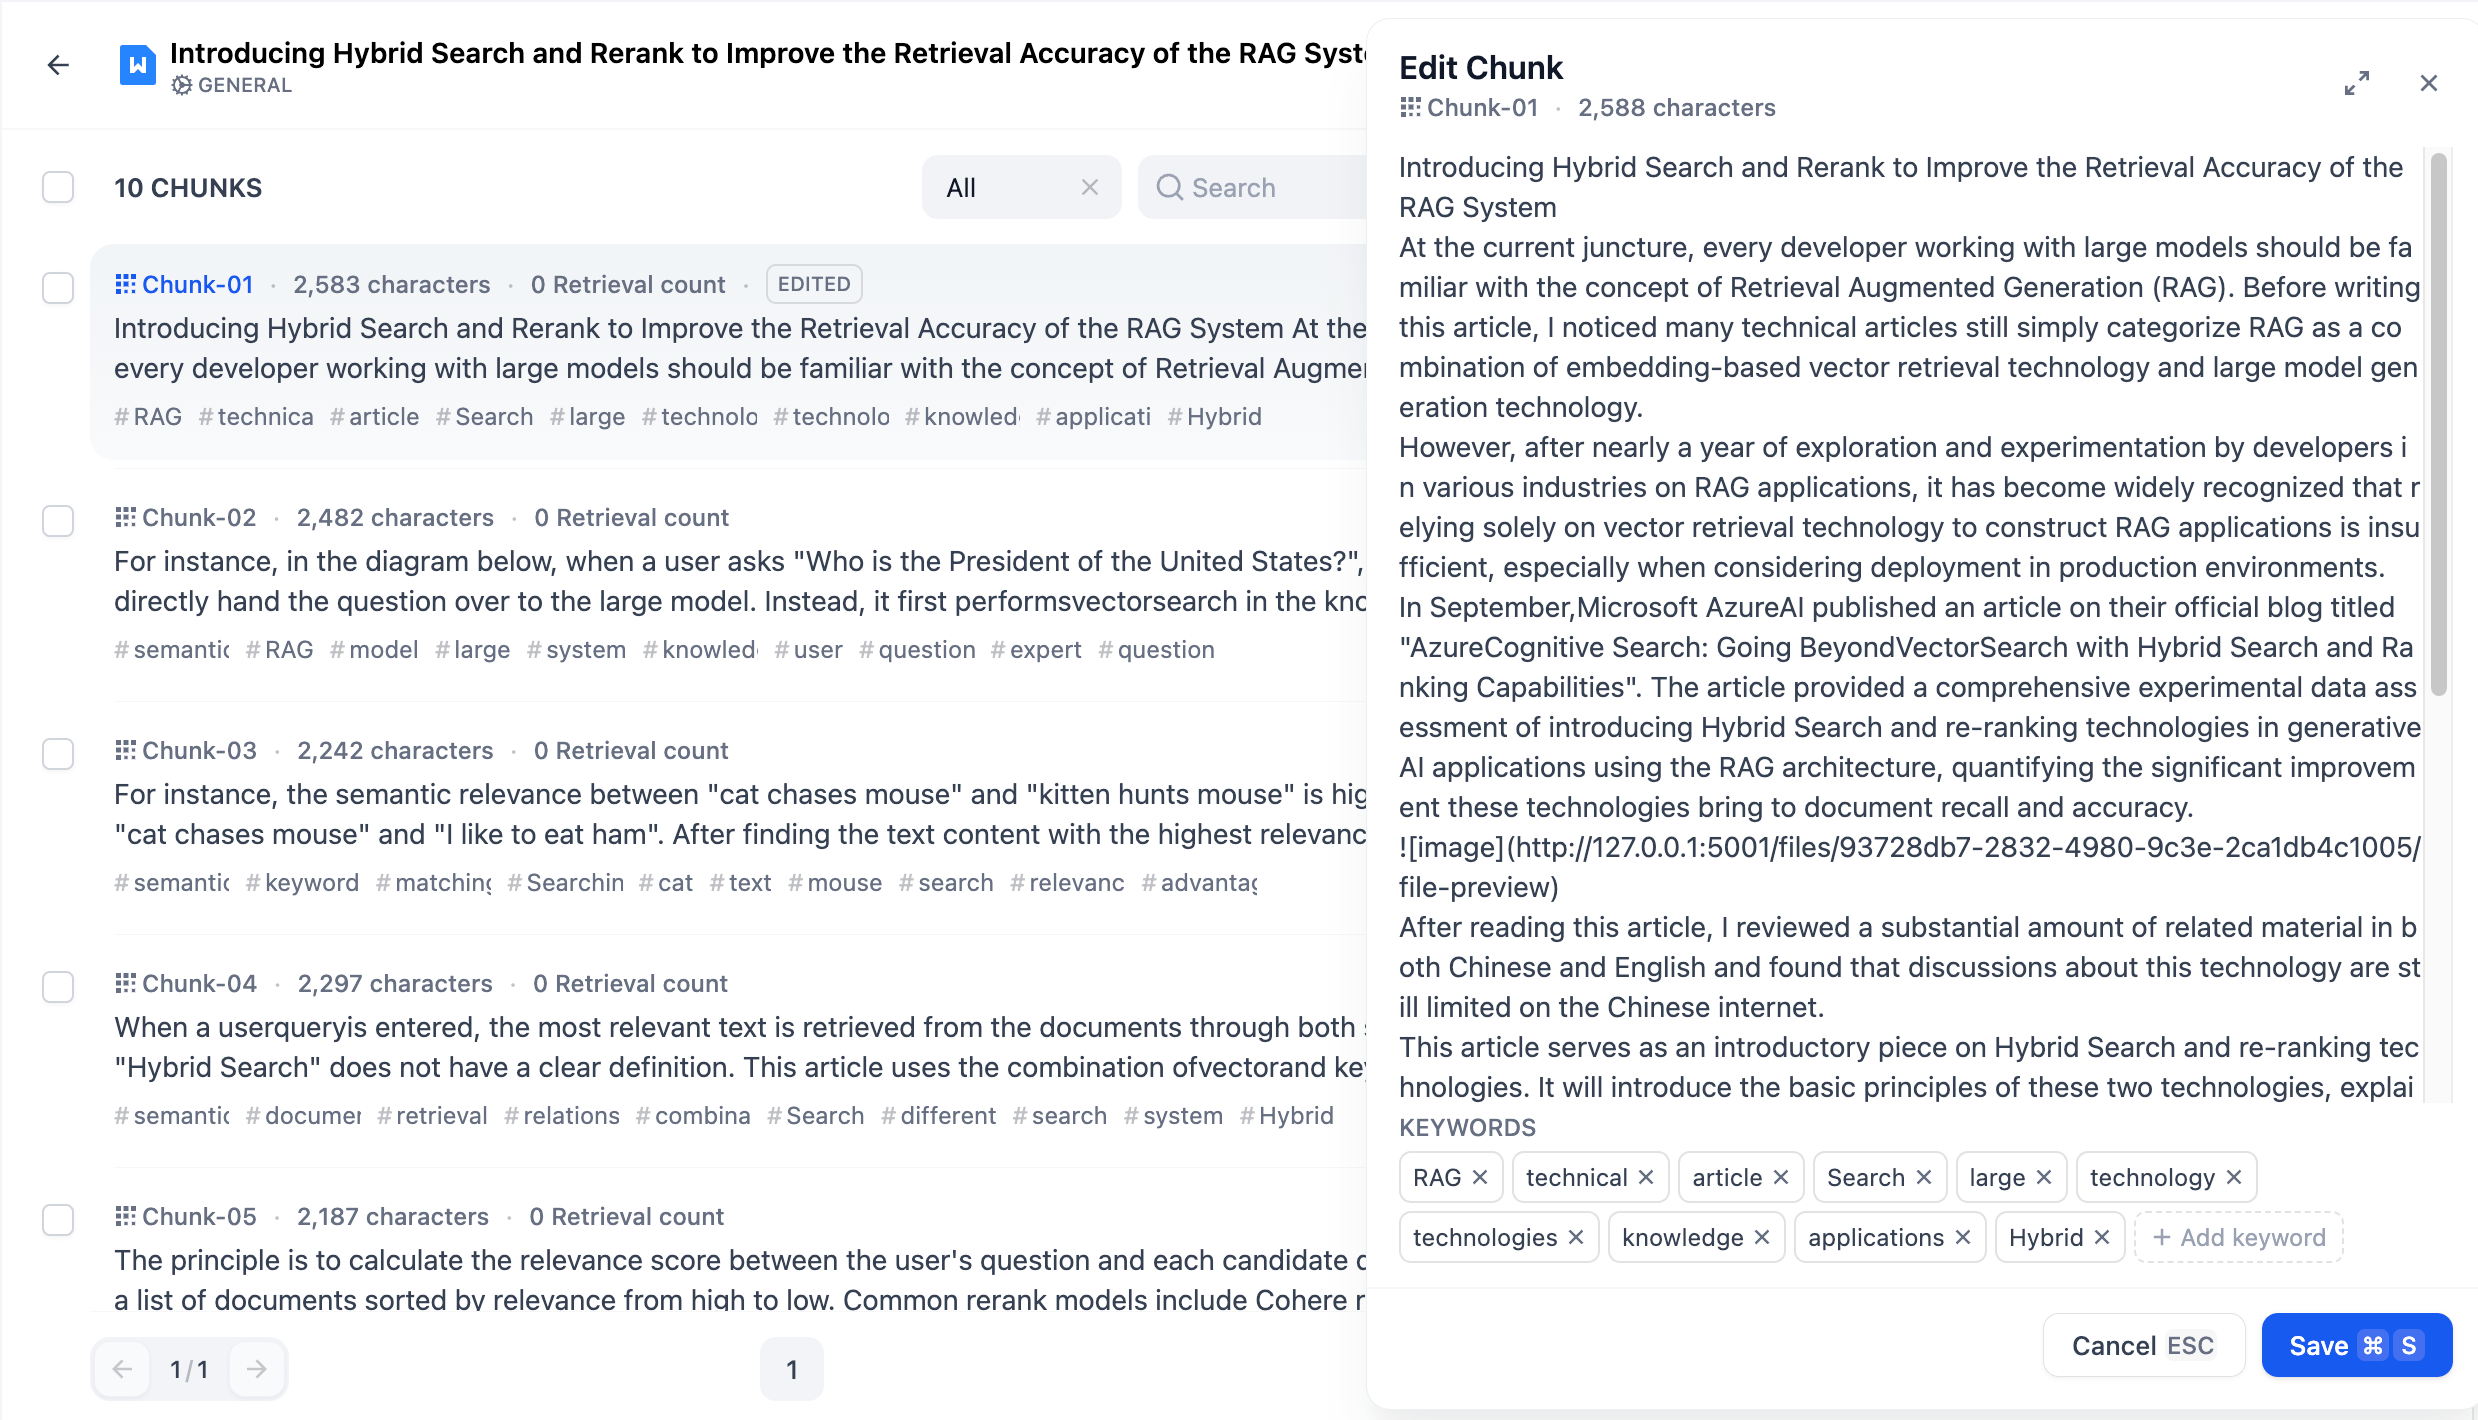 Introducing Hybrid Search and Rerank to Improve the Retrieval Accuracy of the RAG Syst
GENERAL
10 CHUNKS
All
Search
Chunk-01 · 2,583 characters · 0 Retrieval count · EDITED
Introducing Hybrid Search and Rerank to Improve the Retrieval Accuracy of the RAG System At the
every developer working with large models should be familiar with the concept of Retrieval Augmen
# RAG # technica # article # Search # large # technolo # technolo # knowled # applicati # Hybrid
Chunk-02 · 2,482 characters · 0 Retrieval count
For instance, in the diagram below, when a user asks "Who is the President of the United States?",
directly hand the question over to the large model. Instead, it first performsvectorsearch in the kno
# semantic # RAG # model # large # system # knowled # user # question # expert # question
Chunk-03 · 2,242 characters · 0 Retrieval count
For instance, the semantic relevance between "cat chases mouse" and "kitten hunts mouse" is hig
"cat chases mouse" and "I like to eat ham". After finding the text content with the highest relevanc
# semantic # keyword # matching # Searchin # cat # text # mouse # search # relevanc # advantag
Chunk-04 · 2,297 characters · 0 Retrieval count
When a userqueryis entered, the most relevant text is retrieved from the documents through both
"Hybrid Search" does not have a clear definition. This article uses the combination ofvectorand key
# semantic # documen # retrieval # relations # combina # Search # different # search # system # Hybrid
Chunk-05 · 2,187 characters · 0 Retrieval count
The principle is to calculate the relevance score between the user's question and each candidate
a list of documents sorted by relevance from high to low. Common rerank models include Cohere r
1/1
1
Edit Chunk
Chunk-01 · 2,588 characters
Introducing Hybrid Search and Rerank to Improve the Retrieval Accuracy of the
RAG System
At the current juncture, every developer working with large models should be fa
miliar with the concept of Retrieval Augmented Generation (RAG). Before writing
this article, I noticed many technical articles still simply categorize RAG as a co
mbination of embedding-based vector retrieval technology and large model gen
eration technology.
However, after nearly a year of exploration and experimentation by developers i
n various industries on RAG applications, it has become widely recognized that r
elying solely on vector retrieval technology to construct RAG applications is insu
fficient, especially when considering deployment in production environments.
In September,Microsoft AzureAI published an article on their official blog titled
"AzureCognitive Search: Going BeyondVectorSearch with Hybrid Search and Ra
nking Capabilities". The article provided a comprehensive experimental data ass
essment of introducing Hybrid Search and re-ranking technologies in generative
AI applications using the RAG architecture, quantifying the significant improvem
ent these technologies bring to document recall and accuracy.
![image](http://127.0.0.1:5001/files/93728db7-2832-4980-9c3e-2ca1db4c1005/
file-preview)
After reading this article, I reviewed a substantial amount of related material in b
oth Chinese and English and found that discussions about this technology are st
ill limited on the Chinese internet.
This article serves as an introductory piece on Hybrid Search and re-ranking tec
hnologies. It will introduce the basic principles of these two technologies, explai
KEYWORDS
RAG technical article Search large technology
technologies knowledge applications Hybrid + Add keyword
Cancel ESC Save ⌘ S